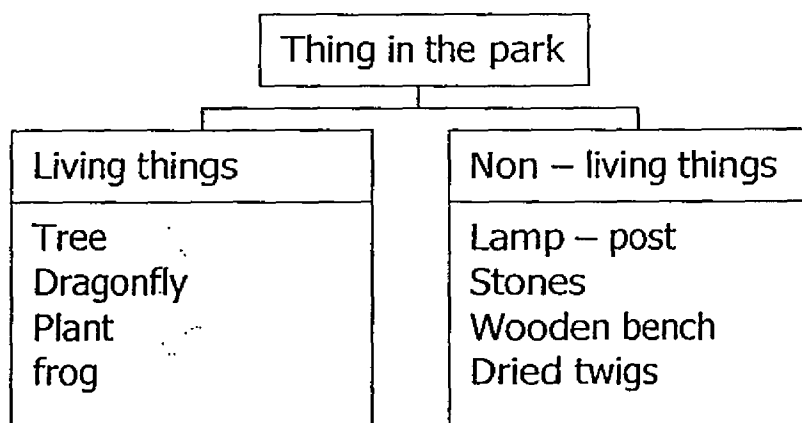 Thing in the park
Living things
Tree
Dragonfly
Plant
frog
Non – living things
Lamp – post
Stones
Wooden bench
Dried twigs